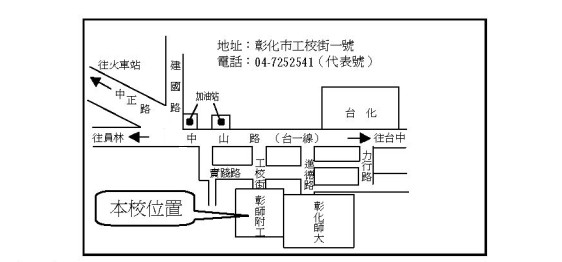 地址：彰化市工校街一號
電話：04-7252541（代表號）
往火車站
中正路
建國路
加油站
台化
往員林
中山路（台一線）
往台中
實踐路
工校街
進德路
力行路
本校位置
彰師附工
彰化師大